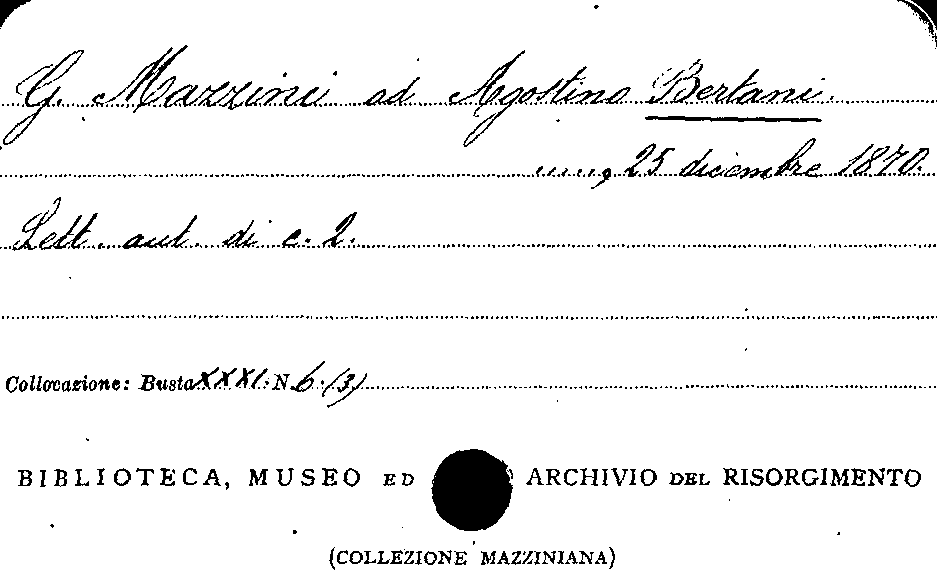 G. Mazzini ad Agostino Bertani.
....., 25 dicembre 1870.
Lett. aut. di c. 2.
Collocazione: Busta XXXI. N. 6. (3)
BIBLIOTECA, MUSEO ED ARCHIVIO DEL RISORGIMENTO
(COLLEZIONE MAZZINIANA)